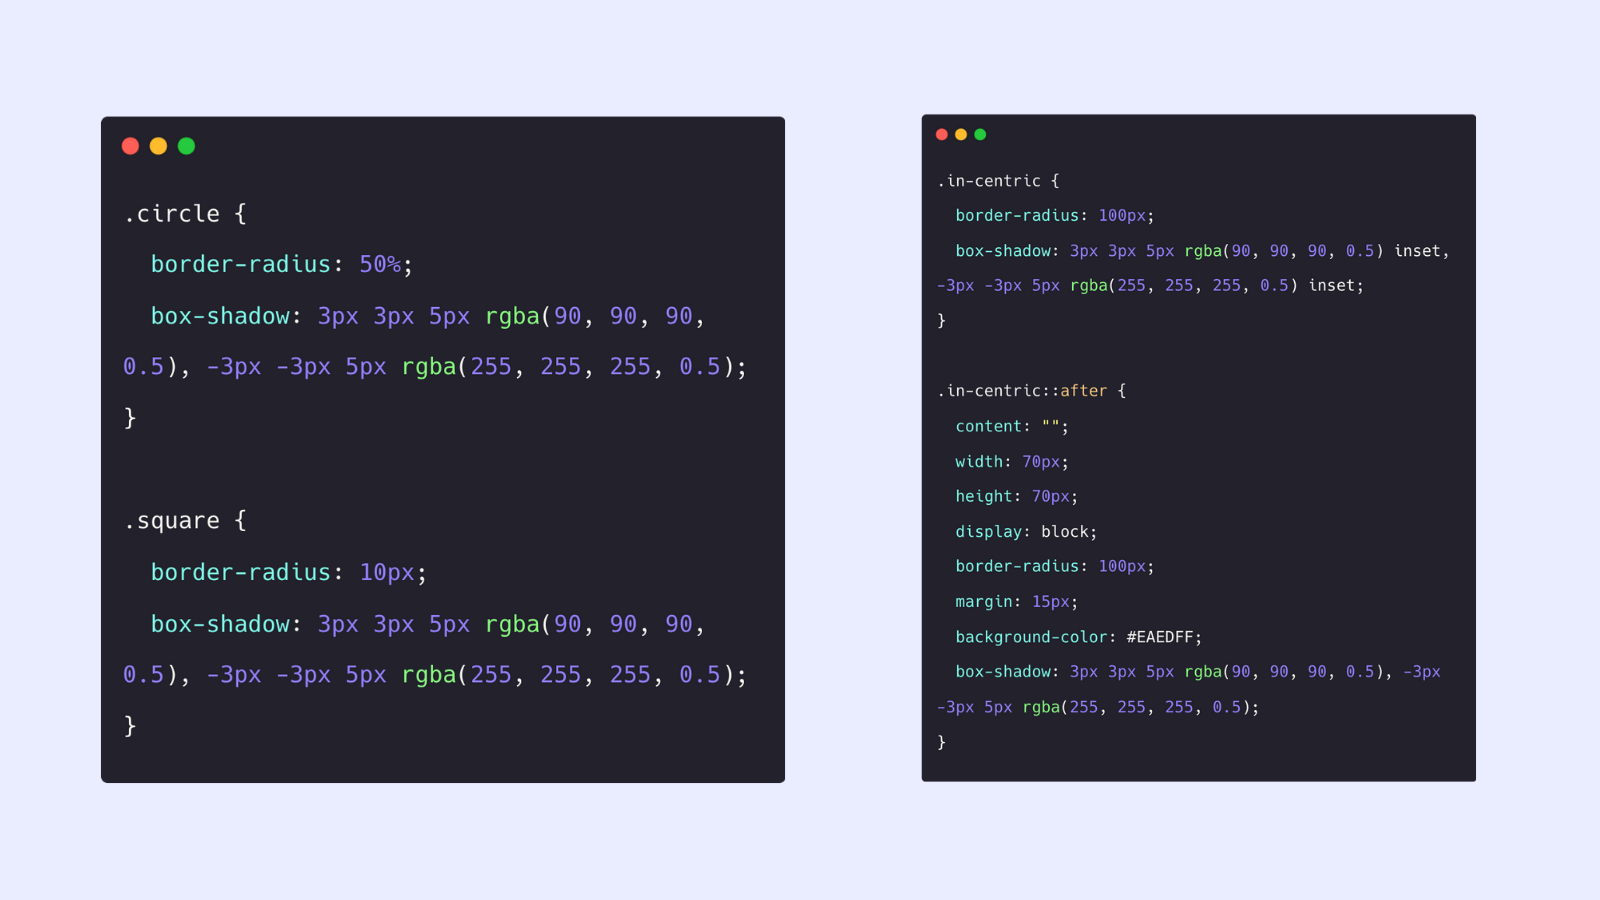 .circle {
  border-radius: 50%;
  box-shadow: 3px 3px 5px rgba(90, 90, 90,
0.5), -3px -3px 5px rgba(255, 255, 255, 0.5);
}
.square {
  border-radius: 10px;
  box-shadow: 3px 3px 5px rgba(90, 90, 90,
0.5), -3px -3px 5px rgba(255, 255, 255, 0.5);
}
.in-centric {
  border-radius: 100px;
  box-shadow: 3px 3px 5px rgba(90, 90, 90, 0.5) inset,
-3px -3px 5px rgba(255, 255, 255, 0.5) inset;
}
.in-centric::after {
  content: "";
  width: 70px;
  height: 70px;
  display: block;
  border-radius: 100px;
  margin: 15px;
  background-color: #EAEDFF;
  box-shadow: 3px 3px 5px rgba(90, 90, 90, 0.5), -3px
-3px 5px rgba(255, 255, 255, 0.5);
}